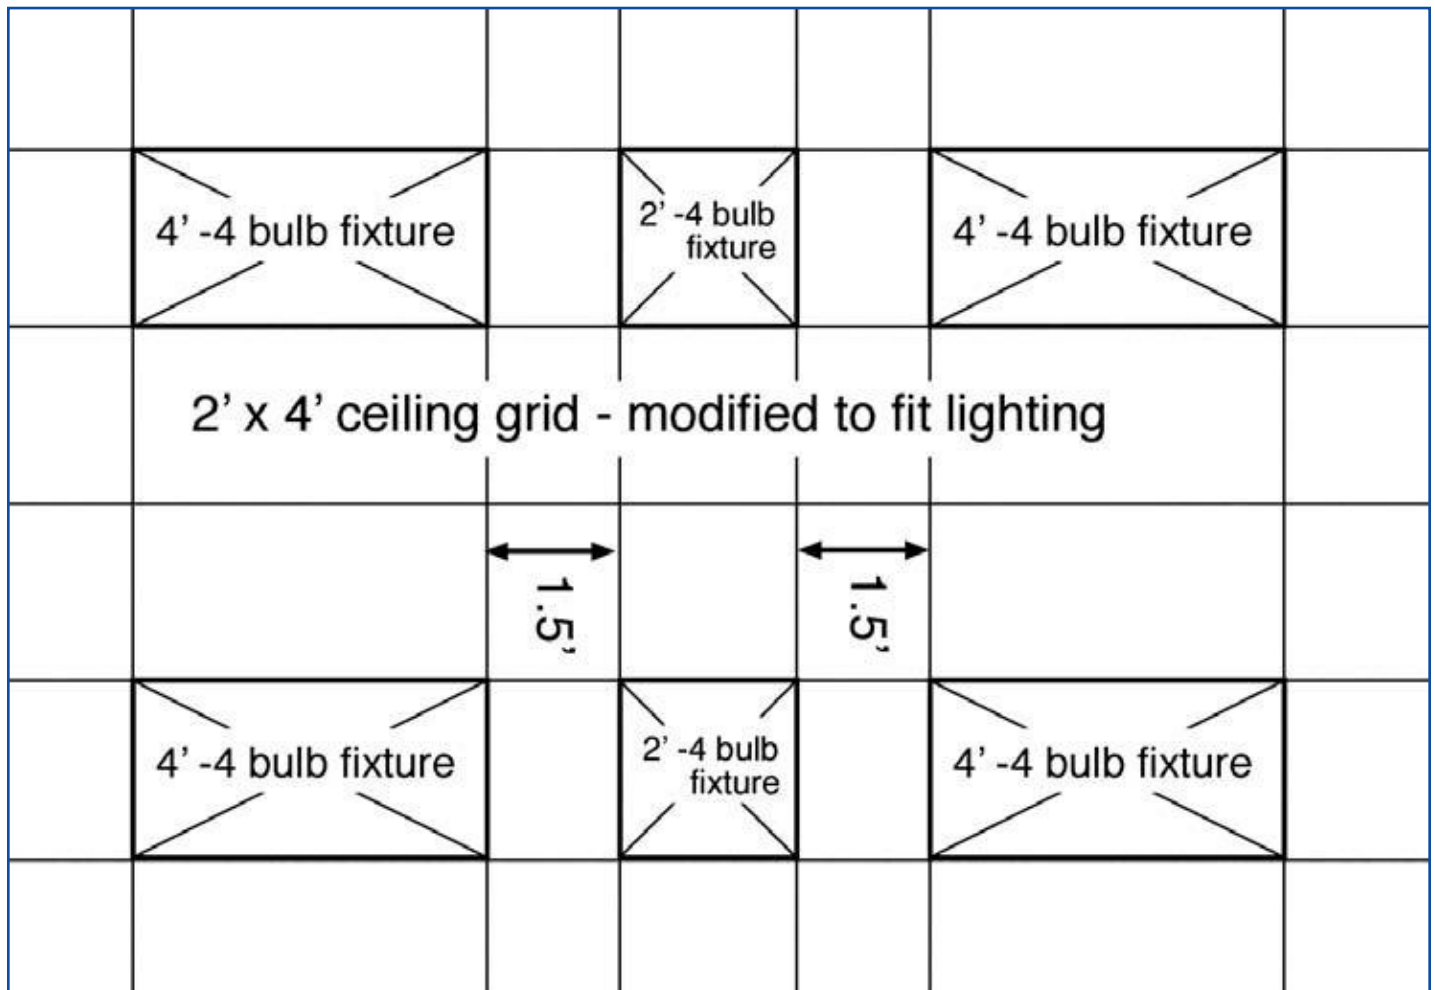 4’ -4 bulb fixture
2’ -4 bulb
fixture
4’ -4 bulb fixture
2’ x 4’ ceiling grid - modified to fit lighting
1.5’
1.5’
4’ -4 bulb fixture
2’ -4 bulb
fixture
4’ -4 bulb fixture